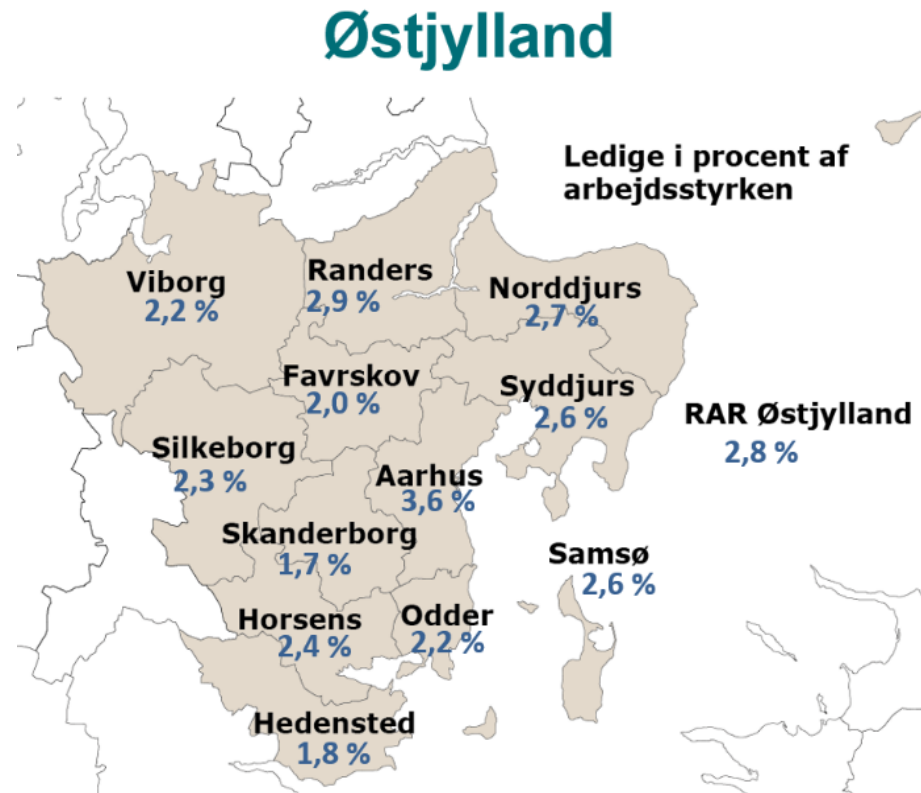 Østjylland
Ledige i procent af
arbejdsstyrken
Viborg
2,2 %
Randers
2,9 %
Norddjurs
2,7 %
Favrskov
2,0 %
Syddjurs
2,6 %
RAR Østjylland
2,8 %
Silkeborg
2,3 %
Aarhus
3,6 %
Skanderborg
1,7 %
Samsø
2,6 %
Horsens
2,4 %
Odder
2,2 %
Hedensted
1,8 %